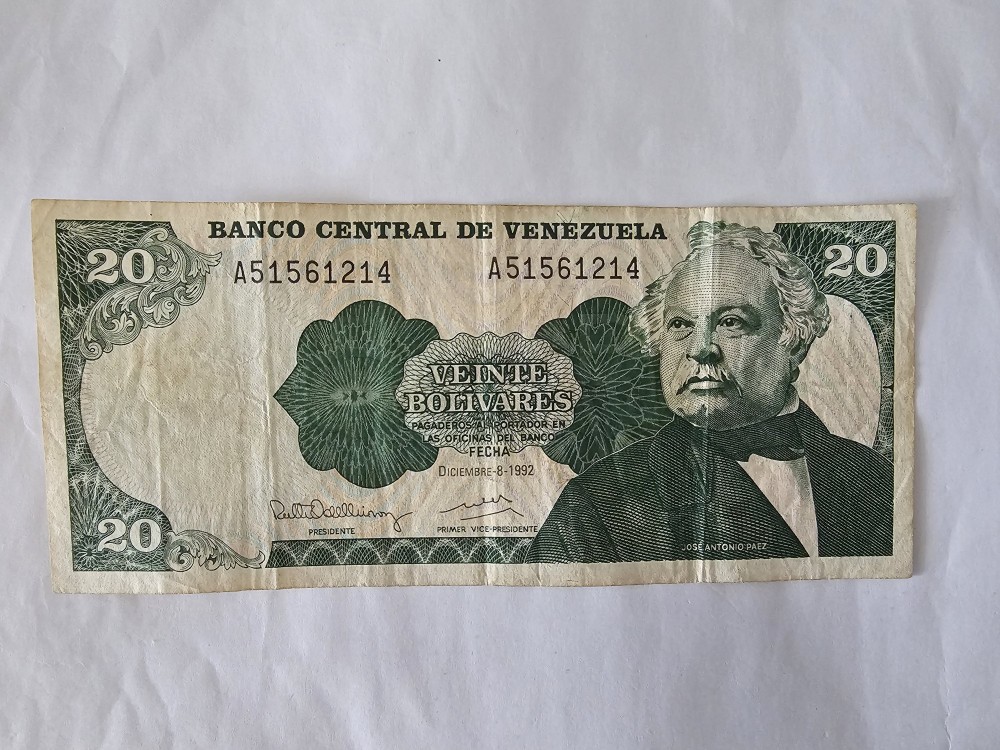 BANCO CENTRAL DE VENEZUELA
20
20
A51561214
A51561214
VEINTE
BOLÍVARES
PAGADEROS AL PORTADOR EN
LAS OFICINAS DEL BANCO
FECHA
DICIEMBRE-8-1992
20
PRESIDENTE
PRIMER VICE-PRESIDENTE
JOSE ANTONIO PAEZ